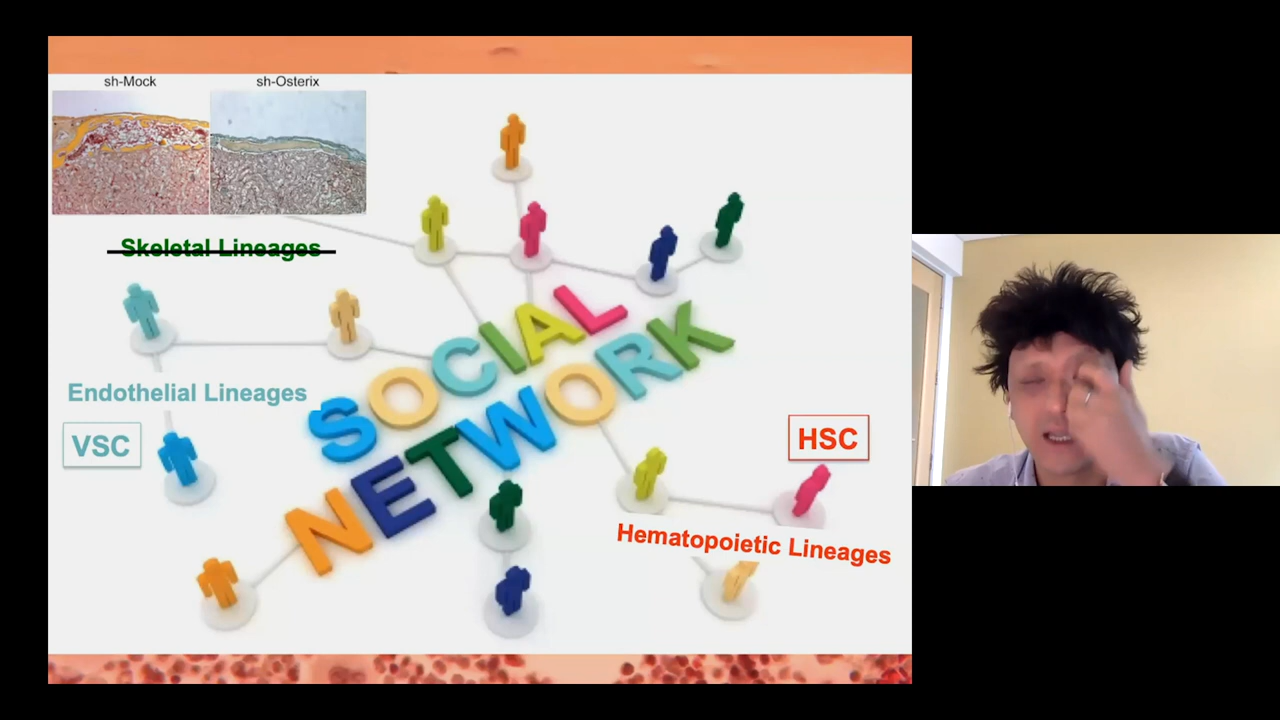 sh-Mock
sh-Osterix
Skeletal Lineages
SOCIAL
NETWORK
Endothelial Lineages
VSC
HSC
Hematopoietic Lineages